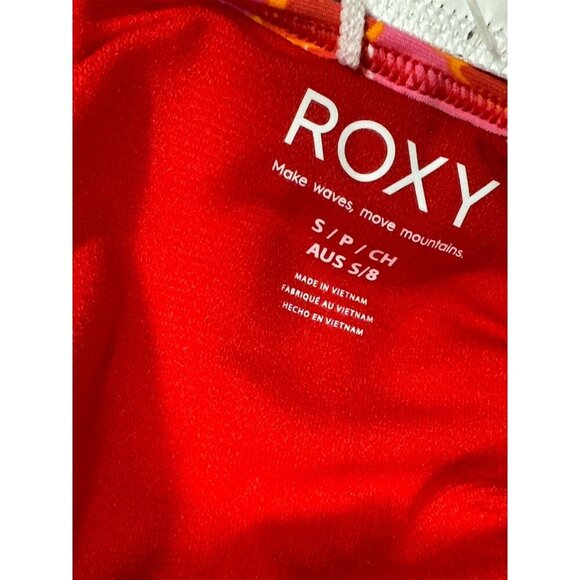 ROXY
Make waves, move mountains.
S / P / CH
AUS S/8
MADE IN VIETNAM
FABRIQUÉ AU VIETNAM
HECHO EN VIETNAM